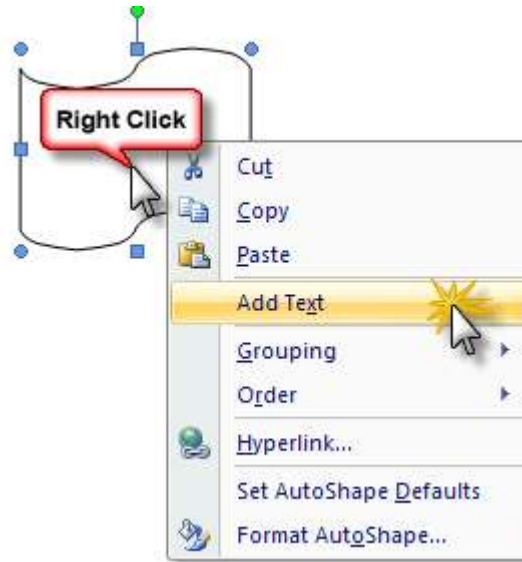 Right Click
Cut
Copy
Paste
Add Text
Grouping
Order
Hyperlink...
Set AutoShape Defaults
Format AutoShape...